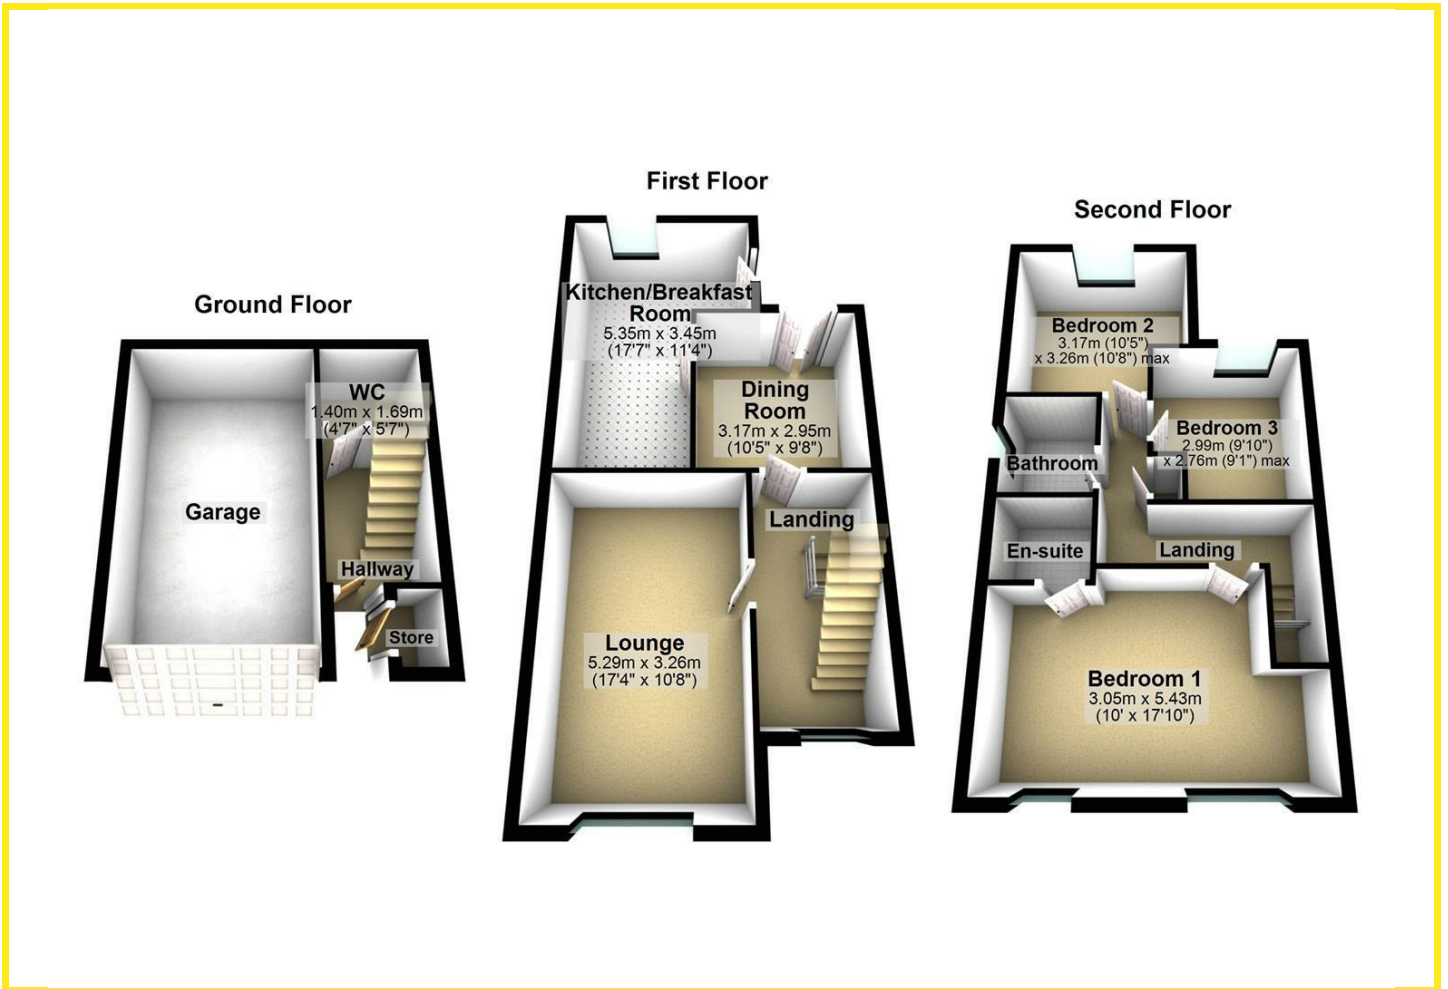 Ground Floor
WC
1.40m x 1.69m
(4'7" x 5'7")
Garage
Hallway
Store
First Floor
Kitchen/Breakfast
Room
5.35m x 3.45m
(17'7" x 11'4")
Dining
Room
3.17m x 2.95m
(10'5" x 9'8")
Landing
Lounge
5.29m x 3.26m
(17'4" x 10'8")
Second Floor
Bedroom 2
3.17m (10'5")
x 3.26m (10'8") max
Bedroom 3
2.99m (9'10")
x 2.76m (9'1") max
Bathroom
En-suite
Landing
Bedroom 1
3.05m x 5.43m
(10' x 17'10")